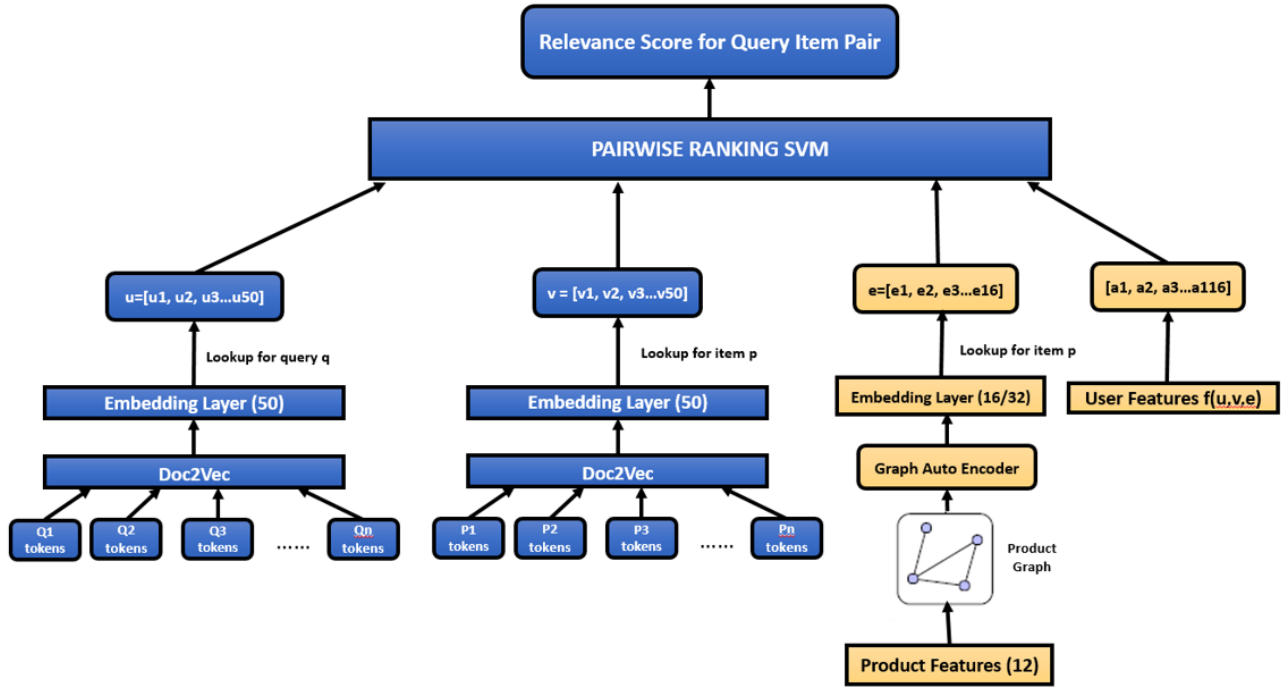 Relevance Score for Query Item Pair
PAIRWISE RANKING SVM
u=[u1, u2, u3...u50]
v = [v1, v2, v3...v50]
e=[e1, e2, e3...e16]
[a1, a2, a3...a116]
Lookup for query q
Lookup for item p
Lookup for item p
Embedding Layer (50)
Embedding Layer (50)
Embedding Layer (16/32)
User Features f(u,v,e)
Doc2Vec
Doc2Vec
Graph Auto Encoder
Q1
tokens
Q2
tokens
Q3
tokens
......
Qn
tokens
P1
tokens
P2
tokens
P3
tokens
......
Pn
tokens
Product
Graph
Product Features (12)